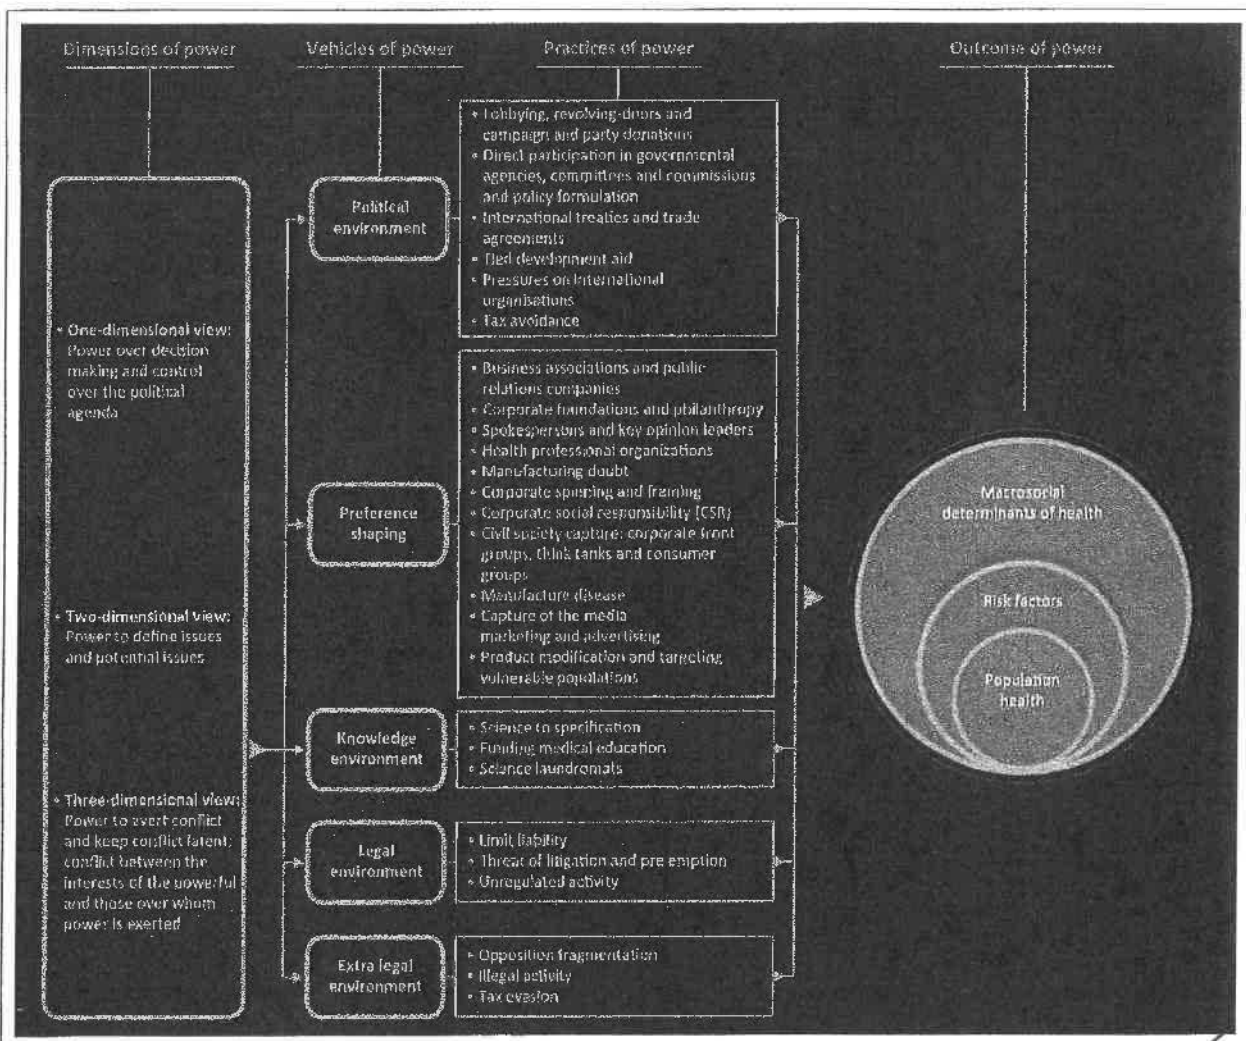 Dimensions of power
Vehicles of power
Practices of power
Outcome of power
• One-dimensional view:
Power over decision
making and control
over the political
agenda
• Two-dimensional view:
Power to define issues
and potential issues
• Three-dimensional view:
Power to avert conflict
and keep conflict latent;
conflict between the
interests of the powerful
and those over whom
power is exerted
Political
environment
• Lobbying, revolving-doors and
campaign and party donations
• Direct participation in governmental
agencies, committees and commissions
and policy formulation
• International treaties and trade
agreements
• Tied development aid
• Pressures on international
organisations
• Tax avoidance
Preference
shaping
• Business associations and public
relations companies
• Corporate foundations and philanthropy
• Spokespersons and key opinion leaders
• Health professional organizations
• Manufacturing doubt
• Corporate spinning and framing
• Corporate social responsibility (CSR)
• Civil society capture: corporate front
groups, think tanks and consumer
groups
• Manufacture disease
• Capture of the media
marketing and advertising
• Product modification and targeting
vulnerable populations
Knowledge
environment
• Science to specification
• Funding medical education
• Science laundromats
Legal
environment
• Limit liability
• Threat of litigation and pre emption
• Unregulated activity
Extra legal
environment
• Opposition fragmentation
• Illegal activity
• Tax evasion
Macrosocial
determinants of health
Risk factors
Population
health